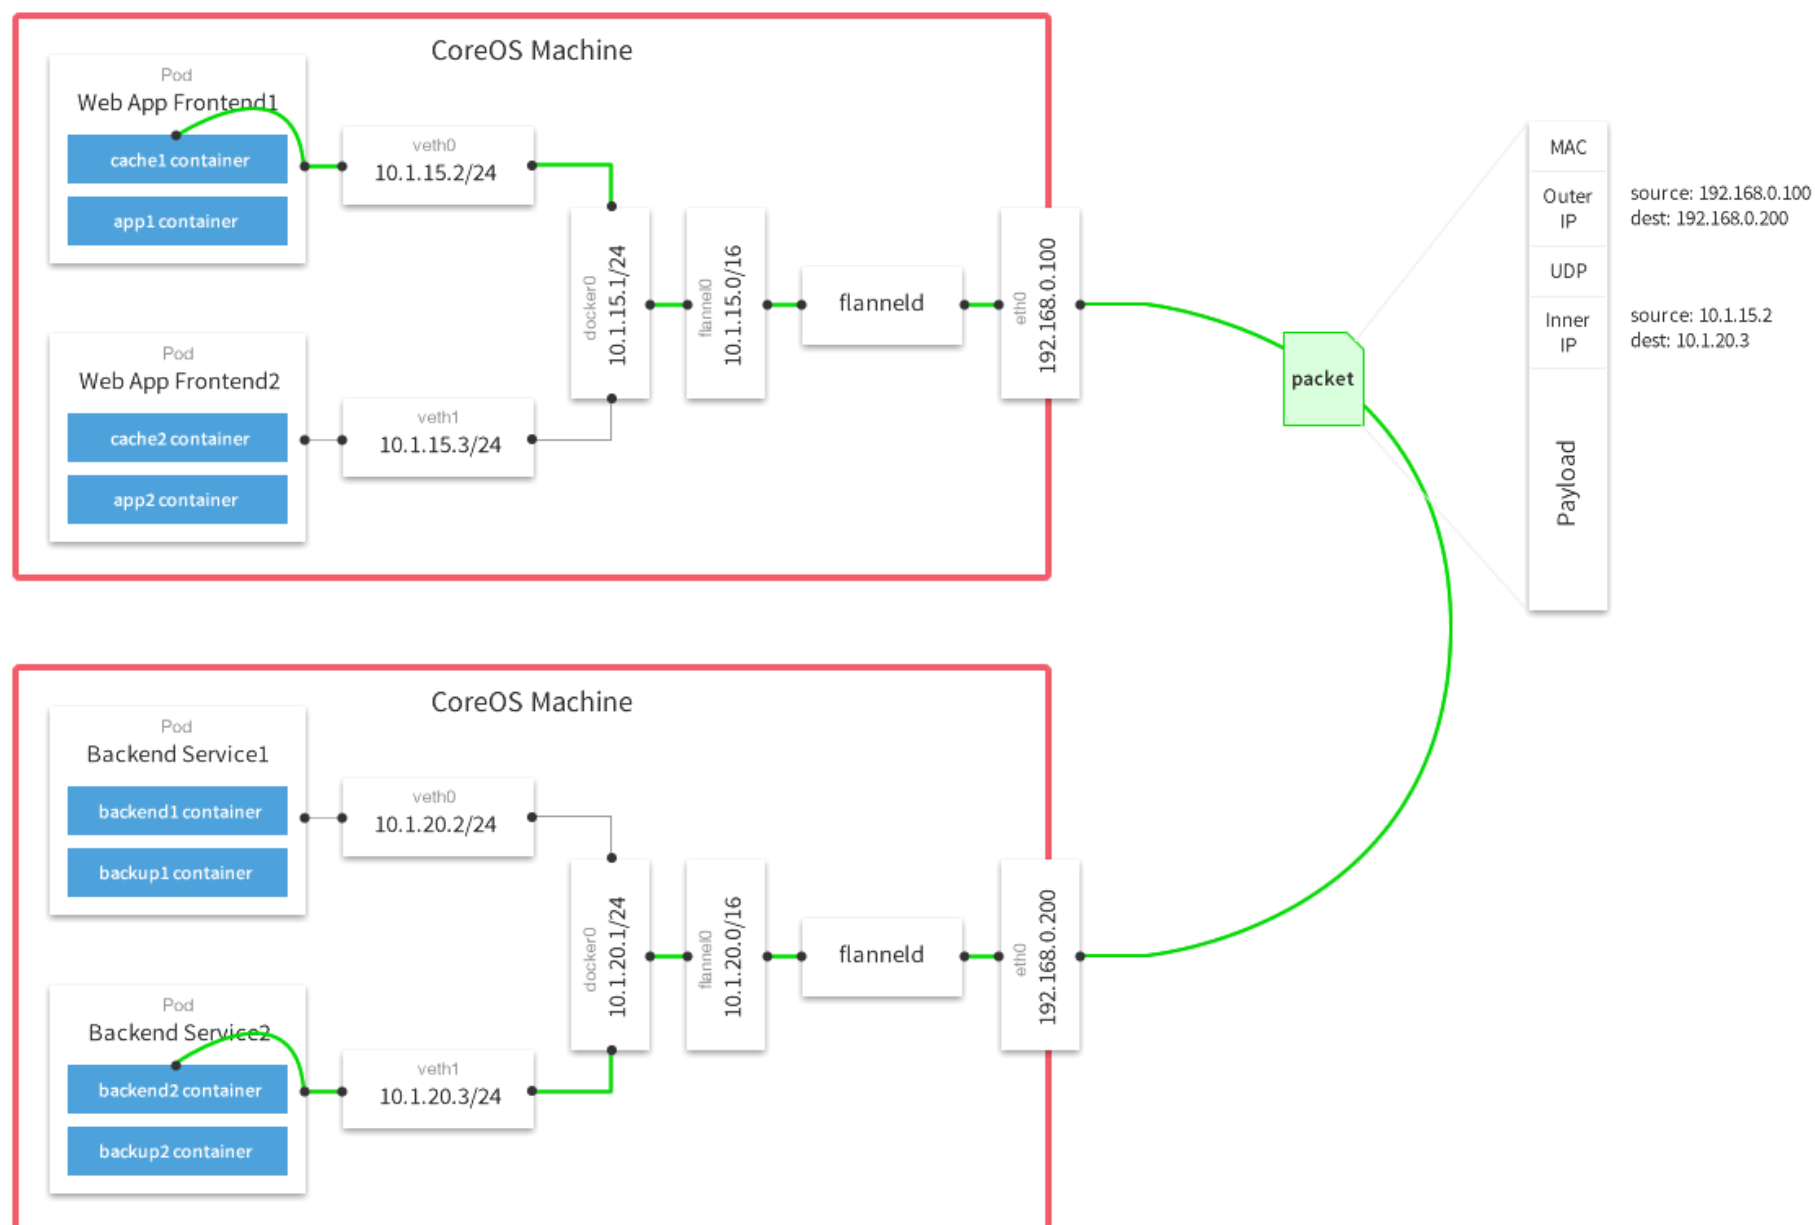 CoreOS Machine
Pod
Web App Frontend1
cache1 container
app1 container
veth0
10.1.15.2/24
Pod
Web App Frontend2
cache2 container
app2 container
veth1
10.1.15.3/24
docker0
10.1.15.1/24
flannel0
10.1.15.0/16
flanneld
eth0
192.168.0.100
packet
MAC
Outer
IP
source: 192.168.0.100
dest: 192.168.0.200
UDP
Inner
IP
source: 10.1.15.2
dest: 10.1.20.3
Payload
CoreOS Machine
Pod
Backend Service1
backend1 container
backup1 container
veth0
10.1.20.2/24
Pod
Backend Service2
backend2 container
backup2 container
veth1
10.1.20.3/24
docker0
10.1.20.1/24
flannel0
10.1.20.0/16
flanneld
eth0
192.168.0.200